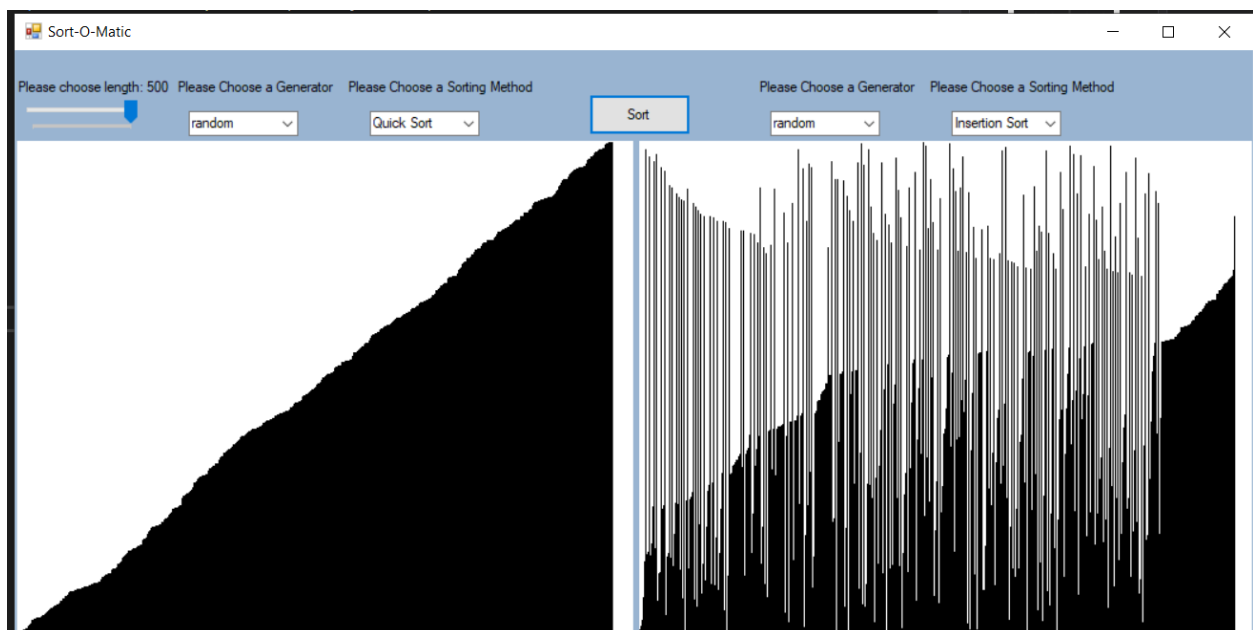 Sort-O-Matic
Please choose length: 500 Please Choose a Generator Please Choose a Sorting Method Please Choose a Generator Please Choose a Sorting Method
random Quick Sort Sort random Insertion Sort